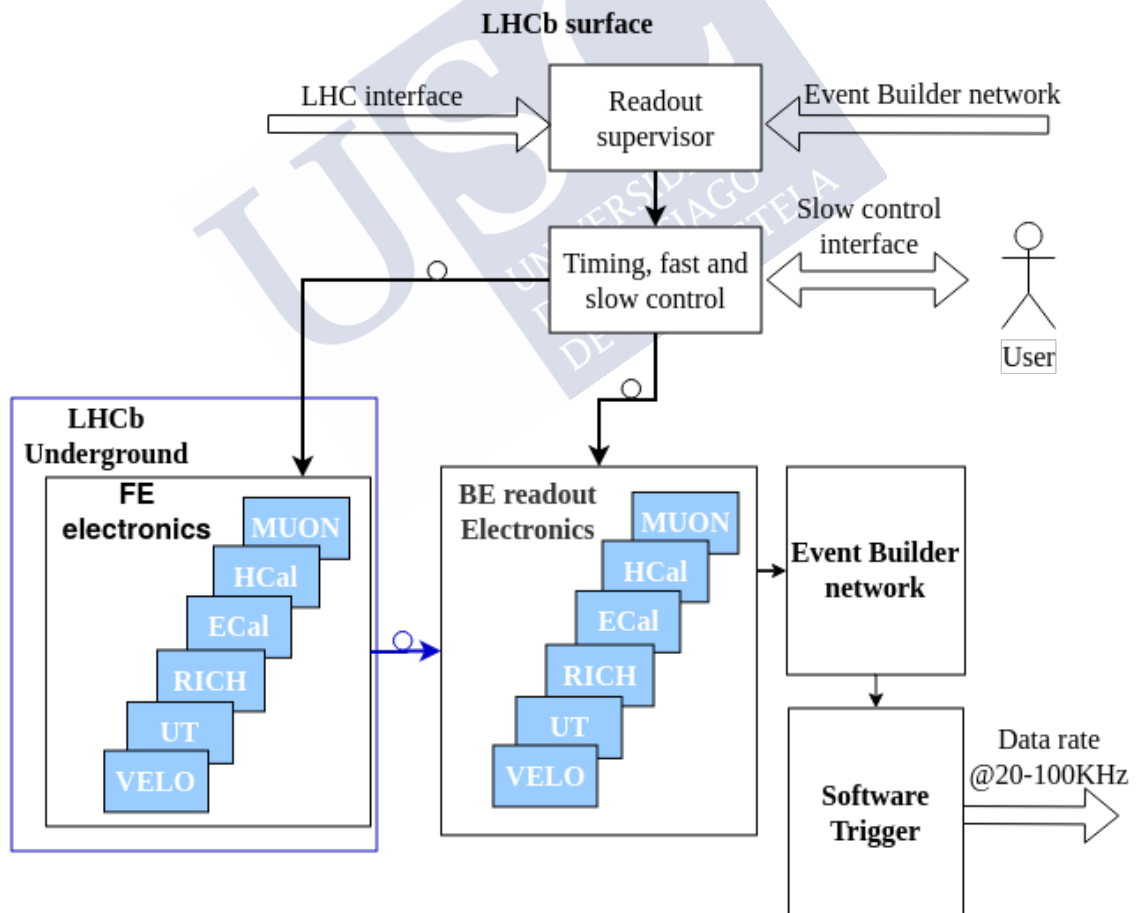 LHCb surface
LHC interface
Readout
supervisor
Event Builder network
Timing, fast and
slow control
Slow control
interface
User
LHCb
Underground
FE
electronics
MUON
HCal
ECal
RICH
UT
VELO
BE readout
Electronics
MUON
HCal
ECal
RICH
UT
VELO
Event Builder
network
Software
Trigger
Data rate
@20-100KHz
USC